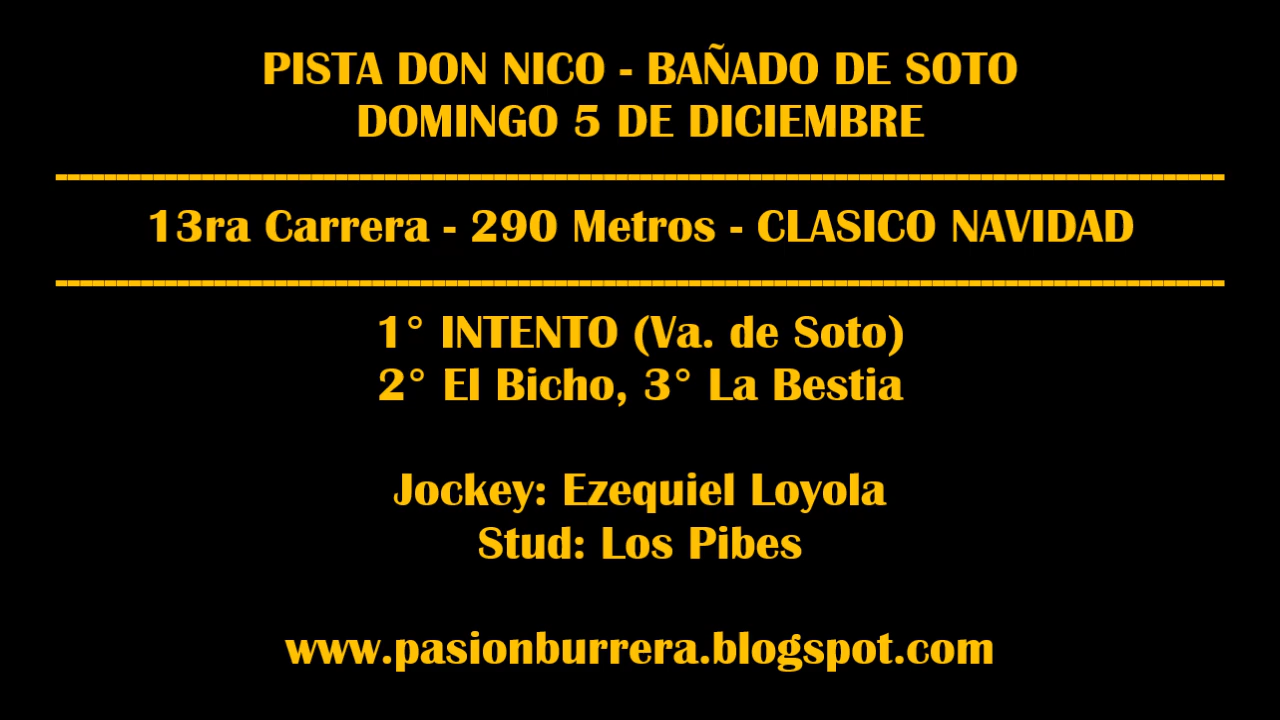 PISTA DON NICO - BAÑADO DE SOTO
DOMINGO 5 DE DICIEMBRE
13ra Carrera - 290 Metros - CLASICO NAVIDAD
1° INTENTO (Va. de Soto)
2° El Bicho, 3° La Bestia
Jockey: Ezequiel Loyola
Stud: Los Pibes
www.pasionburrera.blogspot.com